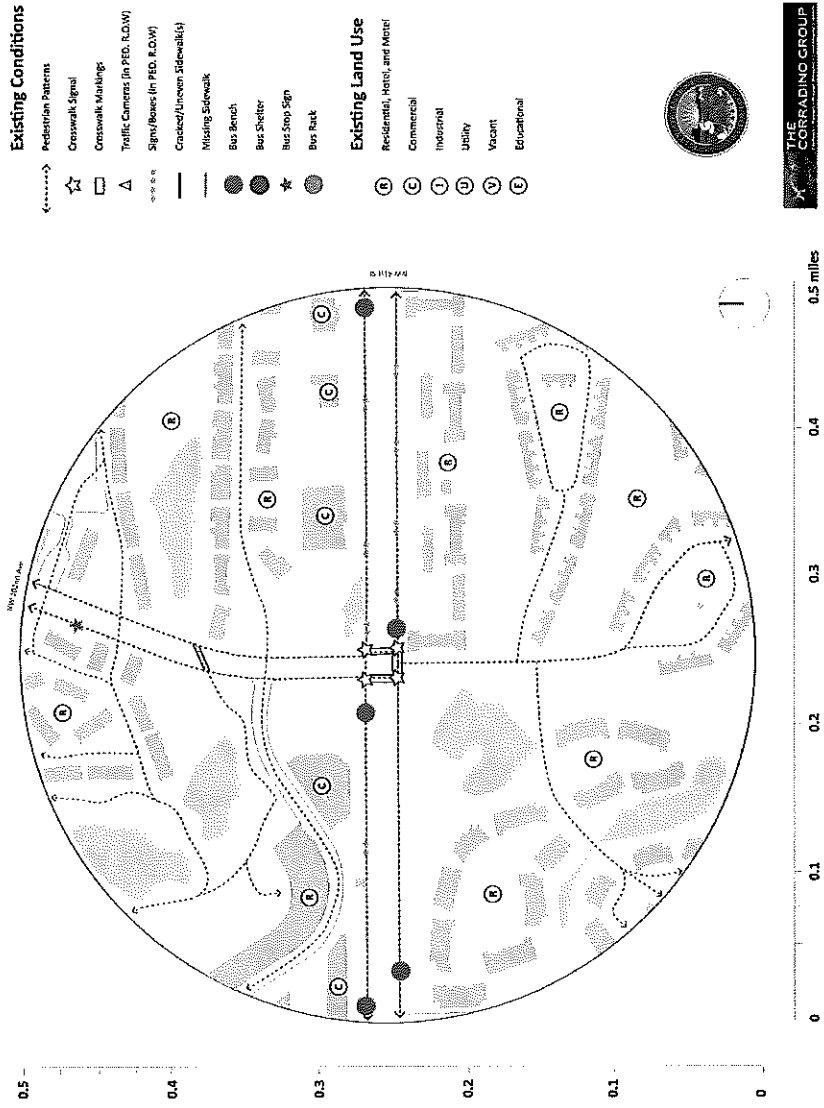 Existing Conditions
Pedestrian Patterns
Crosswalk Signal
Crosswalk Markings
Traffic Cameras (in PED. R.O.W)
Signs/Boxes (in PED. R.O.W)
Cracked/Uneven Sidewalk(s)
Missing Sidewalk
Bus Bench
Bus Shelter
Bus Stop Sign
Bus Rack
Existing Land Use
R Residential, Hotel, and Motel
C Commercial
I Industrial
U Utility
V Vacant
E Educational
THE
CORRADINO GROUP
NW 102nd Ave
NW 41st St
R
R
R
C
C
C
C
R
C
R
R
R
R
R
R
R
0.5
0.4
0.3
0.2
0.1
0
0
0.1
0.2
0.3
0.4
0.5 miles